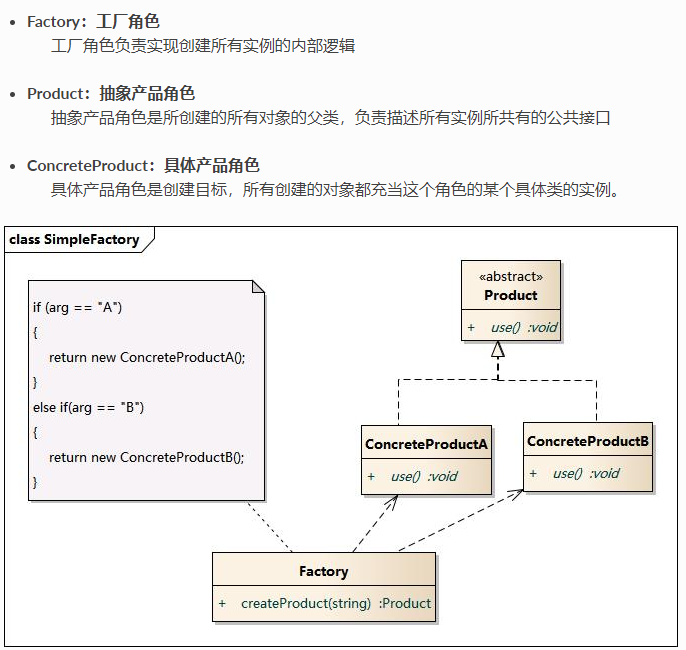 Factory：工厂角色
工厂角色负责实现创建所有实例的内部逻辑
Product：抽象产品角色
抽象产品角色是所创建的所有对象的父类，负责描述所有实例所共有的公共接口
ConcreteProduct：具体产品角色
具体产品角色是创建目标，所有创建的对象都充当这个角色的某个具体类的实例。
class SimpleFactory
if (arg == "A")
{
return new ConcreteProductA();
}
else if(arg == "B")
{
return new ConcreteProductB();
}
«abstract»
Product
+ use() :void
ConcreteProductA
+ use() :void
ConcreteProductB
+ use() :void
Factory
+ createProduct(string) :Product